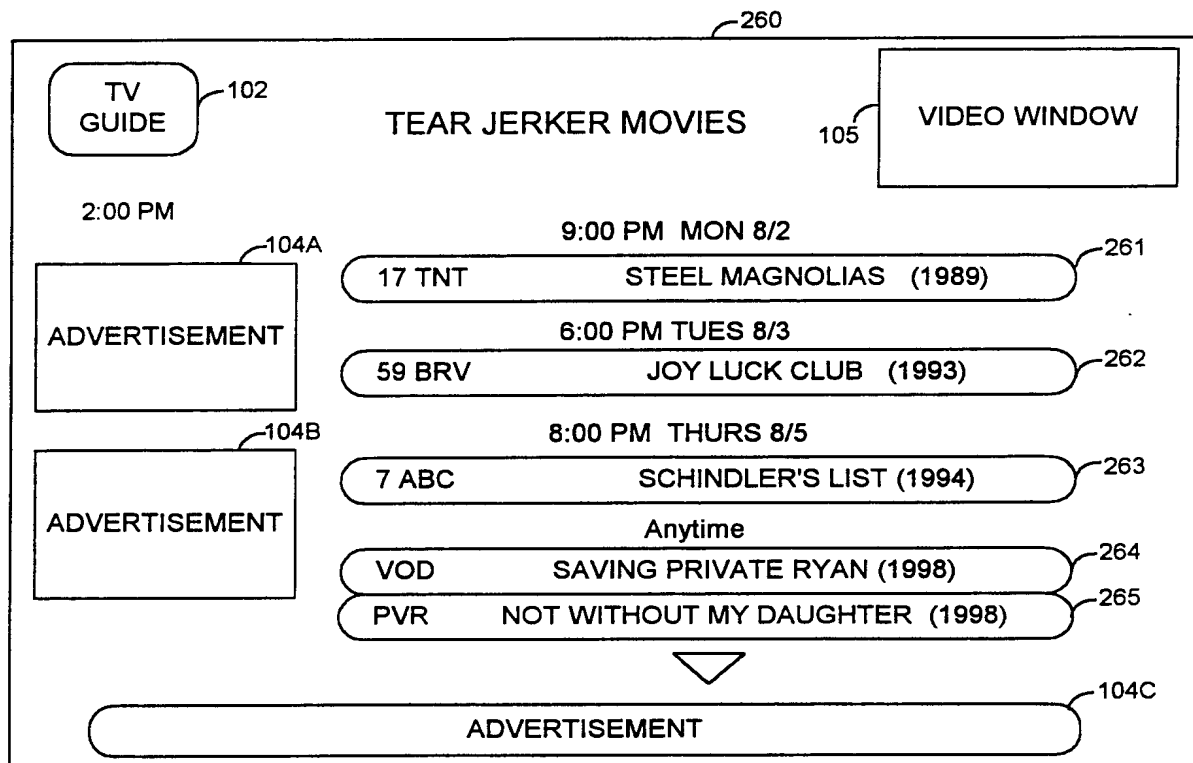 260
TV
GUIDE
102
TEAR JERKER MOVIES
105
VIDEO WINDOW
2:00 PM
104A
ADVERTISEMENT
104B
ADVERTISEMENT
9:00 PM MON 8/2
17 TNT STEEL MAGNOLIAS (1989)
261
6:00 PM TUES 8/3
59 BRV JOY LUCK CLUB (1993)
262
8:00 PM THURS 8/5
7 ABC SCHINDLER'S LIST (1994)
263
Anytime
VOD SAVING PRIVATE RYAN (1998)
264
PVR NOT WITHOUT MY DAUGHTER (1998)
265
104C
ADVERTISEMENT